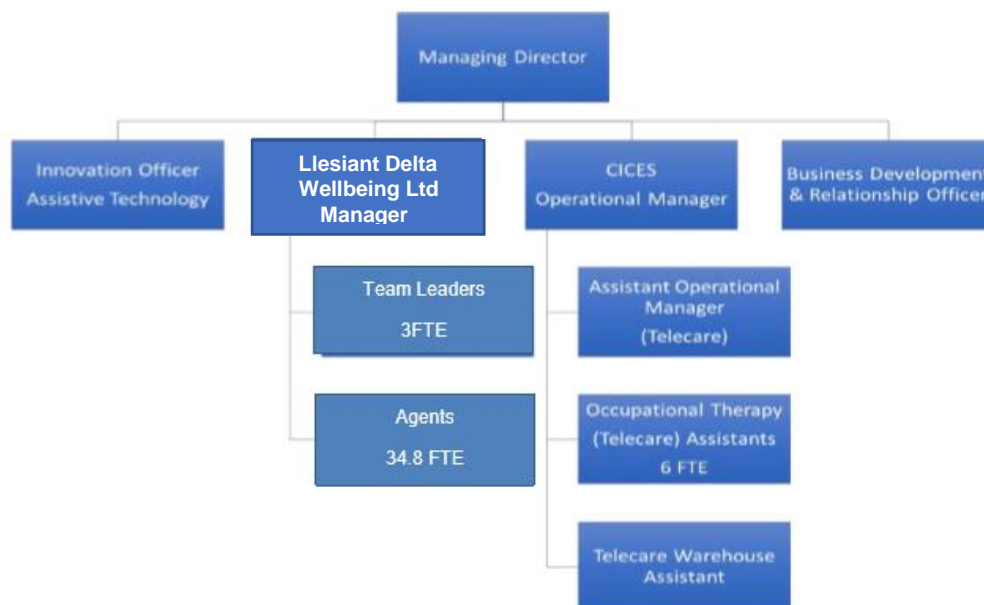 Managing Director
Innovation Officer
Assistive Technology
Llesiant Delta
Wellbeing Ltd
Manager
CICES
Operational Manager
Business Development
& Relationship Officer
Team Leaders
3FTE
Agents
34.8 FTE
Assistant Operational
Manager
(Telecare)
Occupational Therapy
(Telecare) Assistants
6 FTE
Telecare Warehouse
Assistant